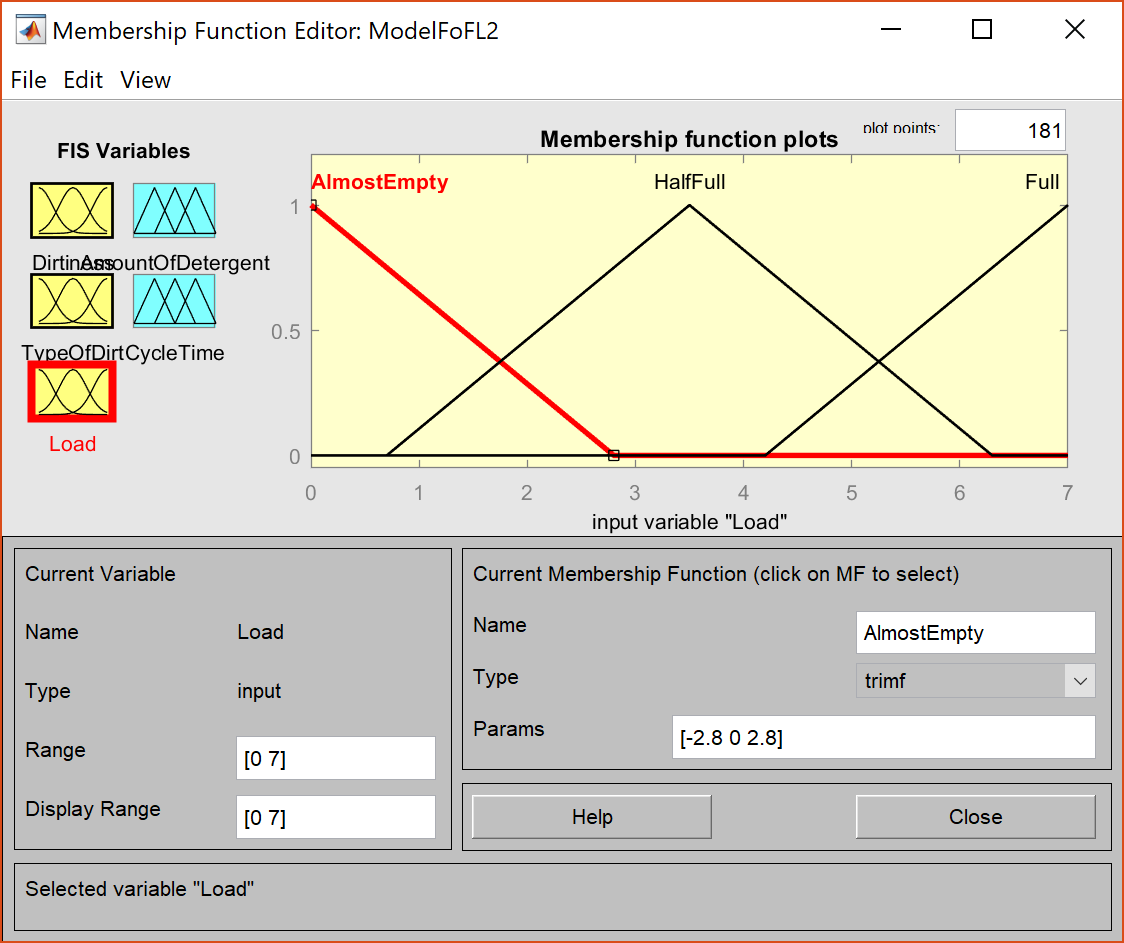 Membership Function Editor: ModelFoFL2
File Edit View
FIS Variables
Membership function plots
plot points:
181
AlmostEmpty
HalfFull
Full
1
0.5
0
0 1 2 3 4 5 6 7
input variable "Load"
Dirtiness
AmountOfDetergent
TypeOfDirt
CycleTime
Load
Current Variable
Name Load
Type input
Range [0 7]
Display Range [0 7]
Current Membership Function (click on MF to select)
Name AlmostEmpty
Type trimf
Params [-2.8 0 2.8]
Help
Close
Selected variable "Load"